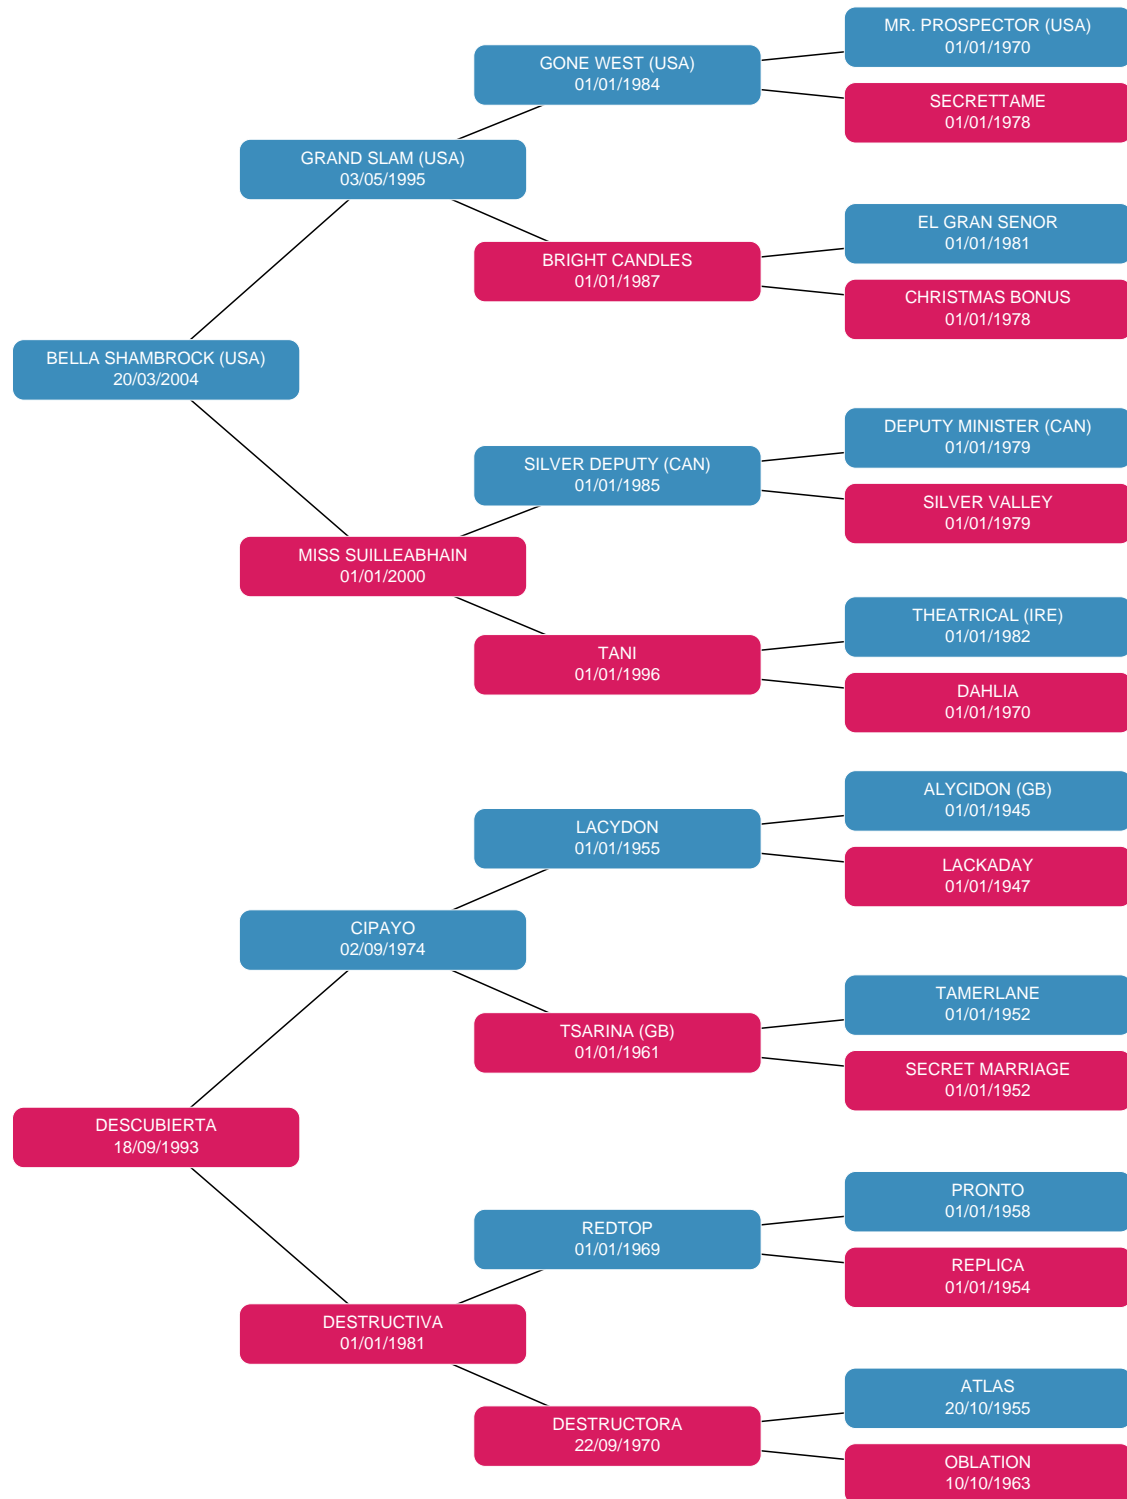 MR. PROSPECTOR (USA)
01/01/1970
GONE WEST (USA)
01/01/1984
SECRETTAME
01/01/1978
GRAND SLAM (USA)
03/05/1995
EL GRAN SENOR
01/01/1981
BRIGHT CANDLES
01/01/1987
CHRISTMAS BONUS
01/01/1978
BELLA SHAMBROCK (USA)
20/03/2004
DEPUTY MINISTER (CAN)
01/01/1979
SILVER DEPUTY (CAN)
01/01/1985
SILVER VALLEY
01/01/1979
MISS SUILLEABHAIN
01/01/2000
THEATRICAL (IRE)
01/01/1982
TANI
01/01/1996
DAHLIA
01/01/1970
ALYCIDON (GB)
01/01/1945
LACYDON
01/01/1955
LACKADAY
01/01/1947
CIPAYO
02/09/1974
TAMERLANE
01/01/1952
TSARINA (GB)
01/01/1961
SECRET MARRIAGE
01/01/1952
DESCUBIERTA
18/09/1993
PRONTO
01/01/1958
REDTOP
01/01/1969
REPLICA
01/01/1954
DESTRUCTIVA
01/01/1981
ATLAS
20/10/1955
DESTRUCTORA
22/09/1970
OBLATION
10/10/1963